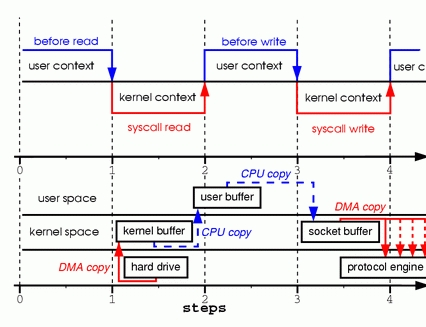 before read
before write
user context
user context
user c
kernel context
kernel context
syscall read
syscall write
0 1 2 3 4
CPU copy
user space
user buffer
DMA copy
kernel space
kernel buffer
CPU copy
socket buffer
DMA copy
hard drive
protocol engine
0 1 2 3 4
steps